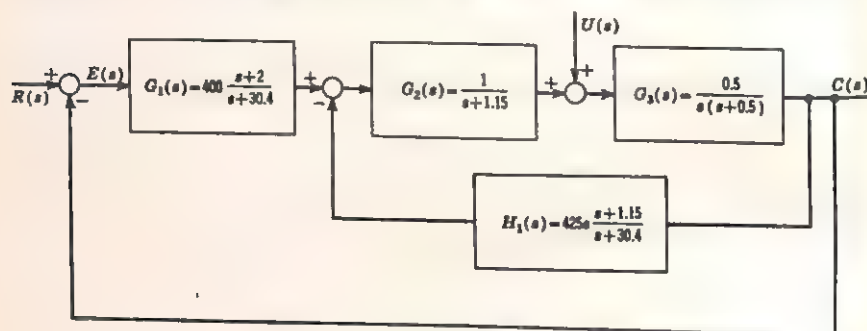 U(s)
+ E(s) G₁(s)=400 (s+2)/(s+30.4) + G₂(s)= 1/(s+1.15) + + G₃(s)= 0.5/(s(s+0.5)) C(s)
R(s) − −
H₁(s)=425s (s+1.15)/(s+30.4)